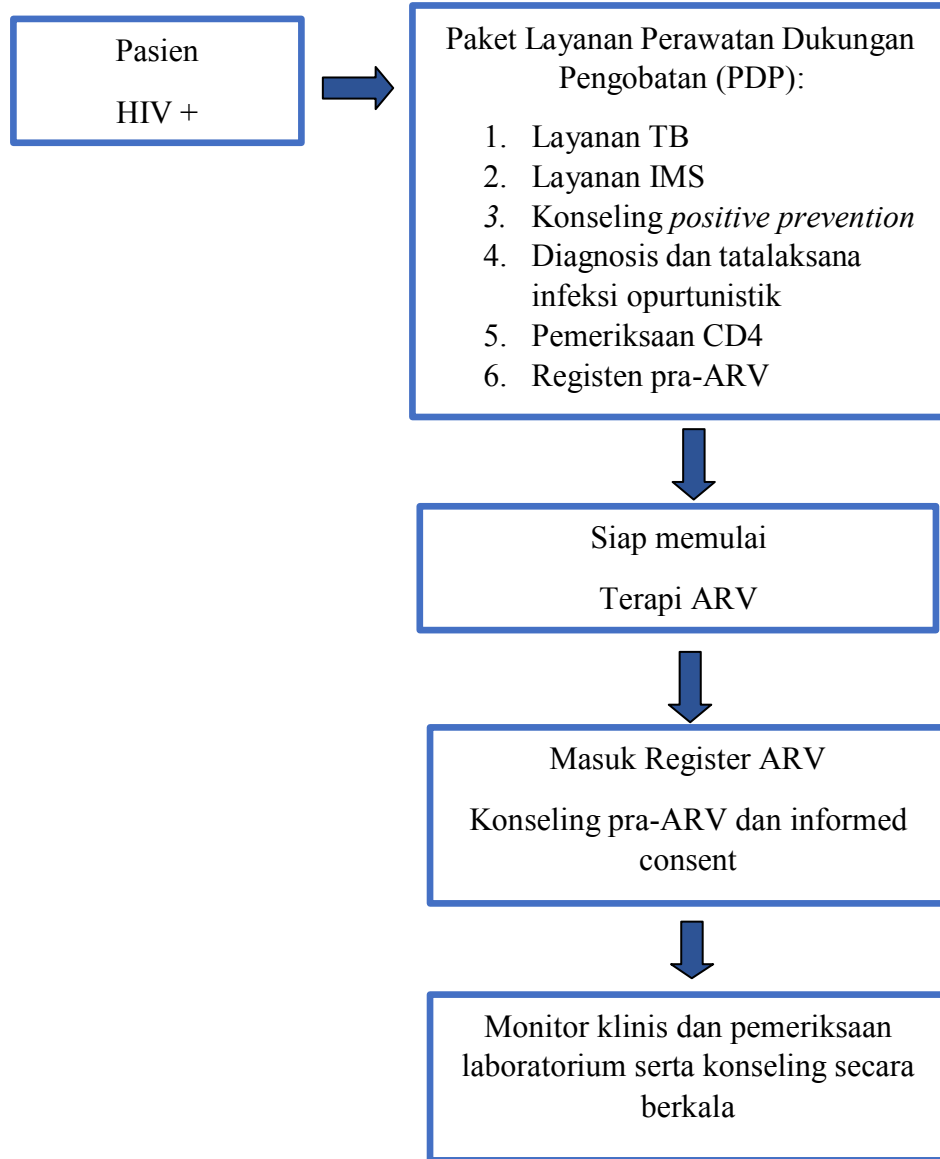 Pasien
HIV +
Paket Layanan Perawatan Dukungan
Pengobatan (PDP):
1. Layanan TB
2. Layanan IMS
3. Konseling positive prevention
4. Diagnosis dan tatalaksana
infeksi opurtunistik
5. Pemeriksaan CD4
6. Registen pra-ARV
Siap memulai
Terapi ARV
Masuk Register ARV
Konseling pra-ARV dan informed
consent
Monitor klinis dan pemeriksaan
laboratorium serta konseling secara
berkala